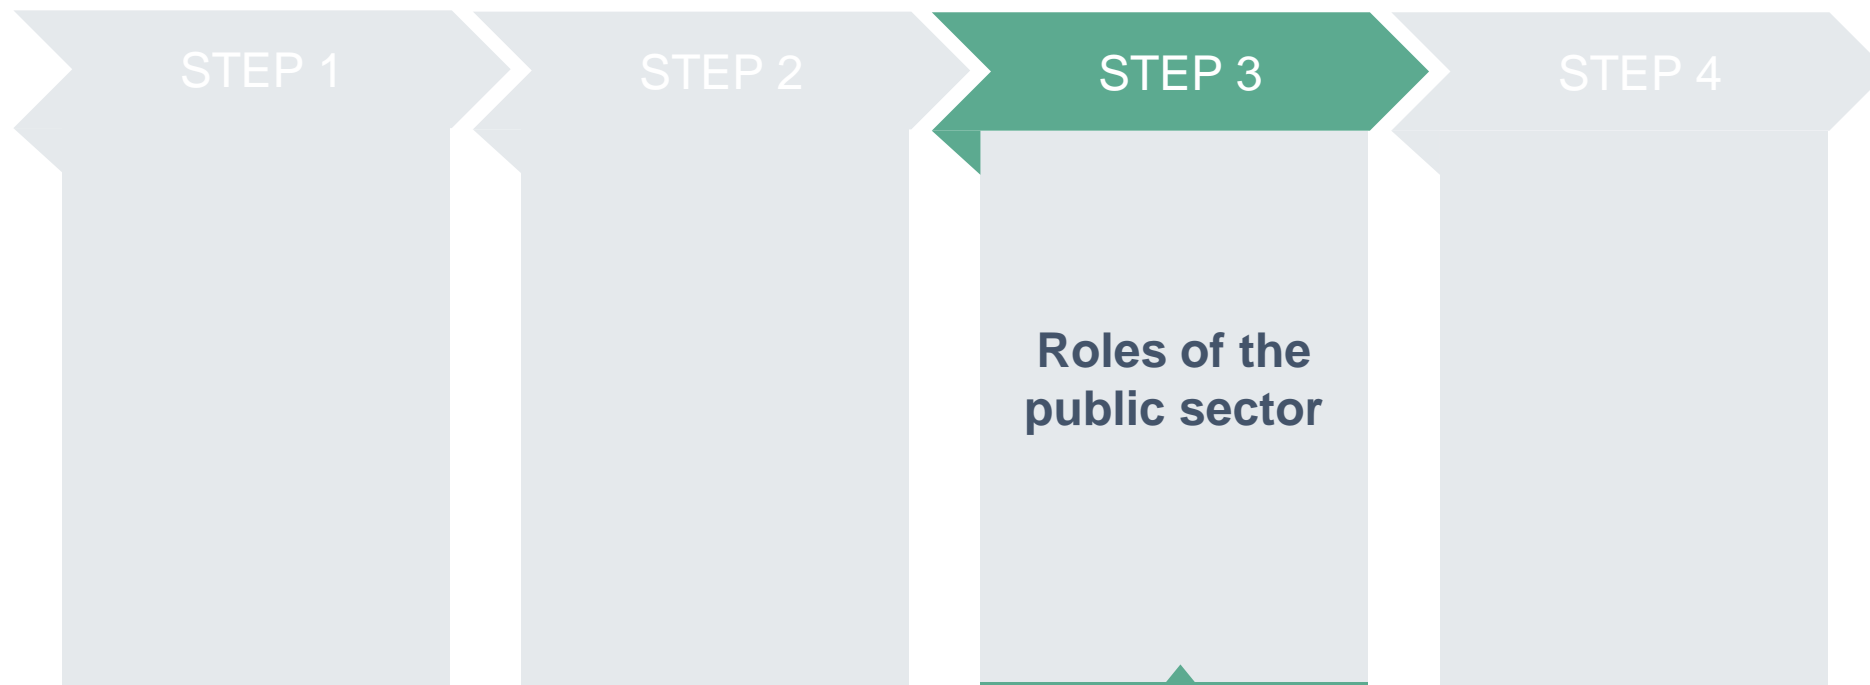 STEP 1
STEP 2
STEP 3
STEP 4
Roles of the
public sector